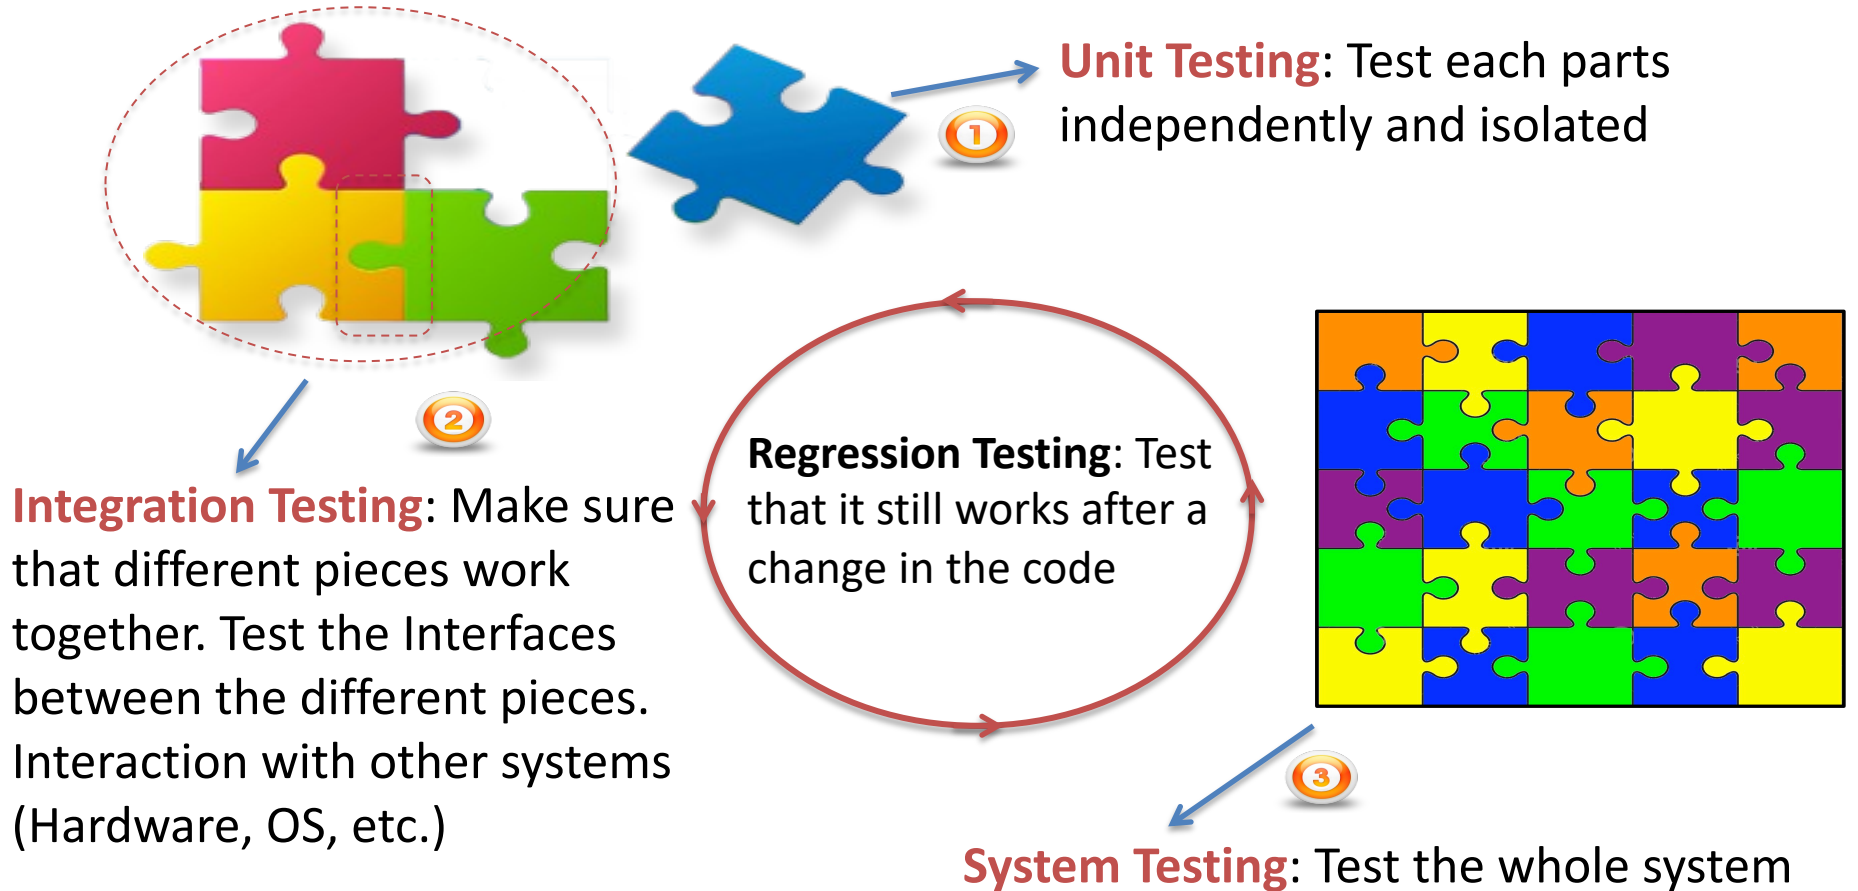 Unit Testing: Test each parts
independently and isolated
1
2
Integration Testing: Make sure
that different pieces work
together. Test the Interfaces
between the different pieces.
Interaction with other systems
(Hardware, OS, etc.)
Regression Testing: Test
that it still works after a
change in the code
3
System Testing: Test the whole system